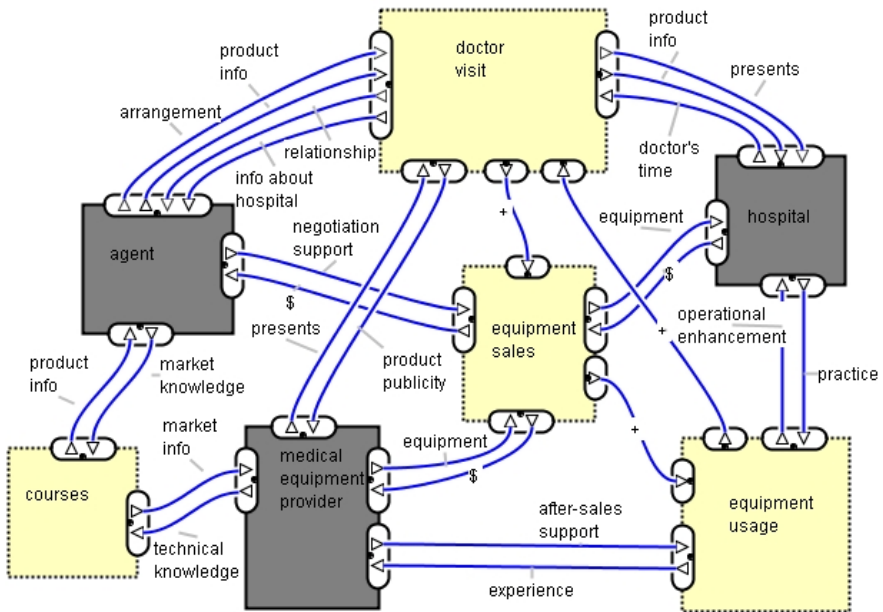 doctor
visit
product
info
arrangement
relationship
info about
hospital
product
info
presents
doctor's
time
agent
negotiation
support
$
presents
product
publicity
+
equipment
hospital
$
+
operational
enhancement
practice
equipment
sales
product
info
market
knowledge
market
info
courses
technical
knowledge
medical
equipment
provider
equipment
$
+
after-sales
support
experience
equipment
usage